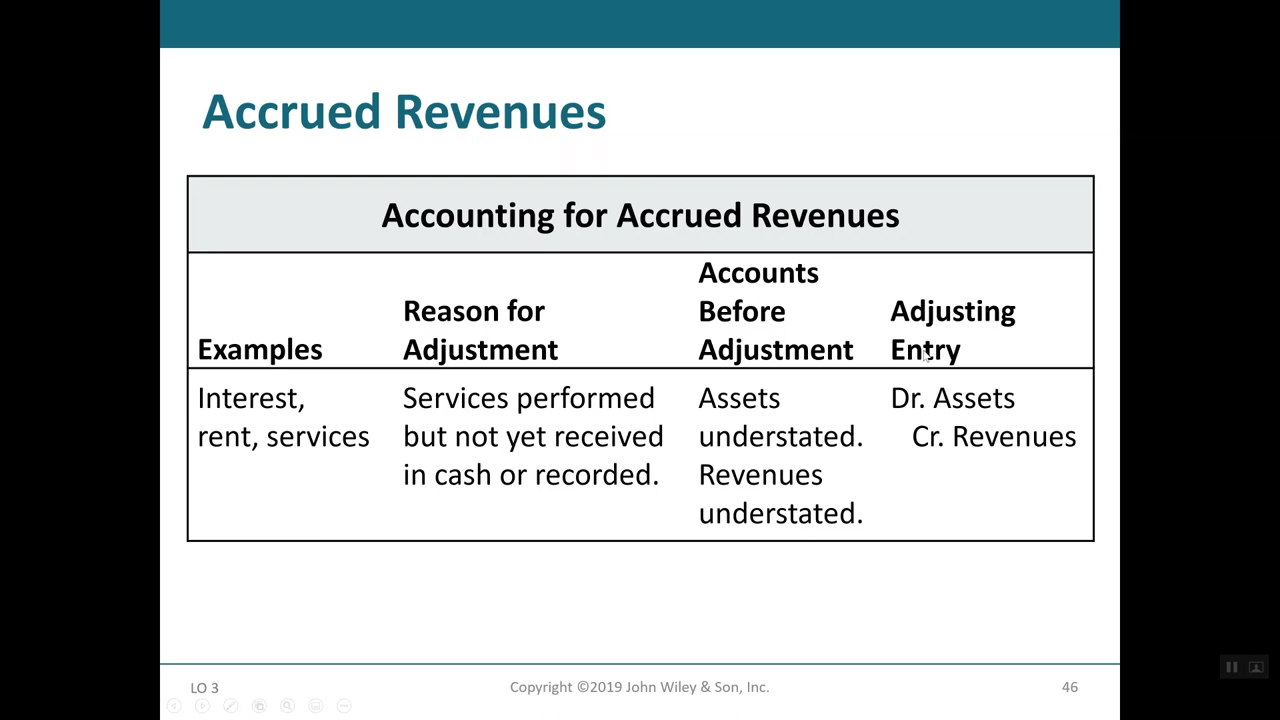 Accrued Revenues
Accounting for Accrued Revenues
Examples
Reason for
Adjustment
Accounts
Before
Adjustment
Adjusting
Entry
Interest,
rent, services
Services performed
but not yet received
in cash or recorded.
Assets
understated.
Revenues
understated.
Dr. Assets
Cr. Revenues
LO 3
Copyright ©2019 John Wiley & Son, Inc.
46